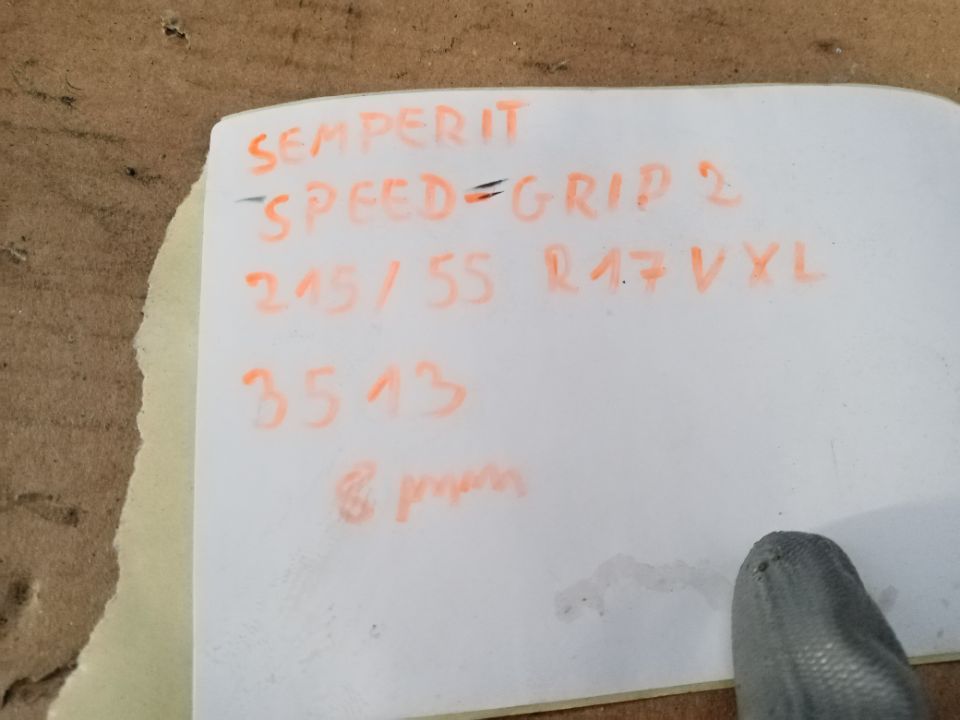 SEMPERIT
SPEED-GRIP 2
215/55 R17 V XL
3513
8 mm